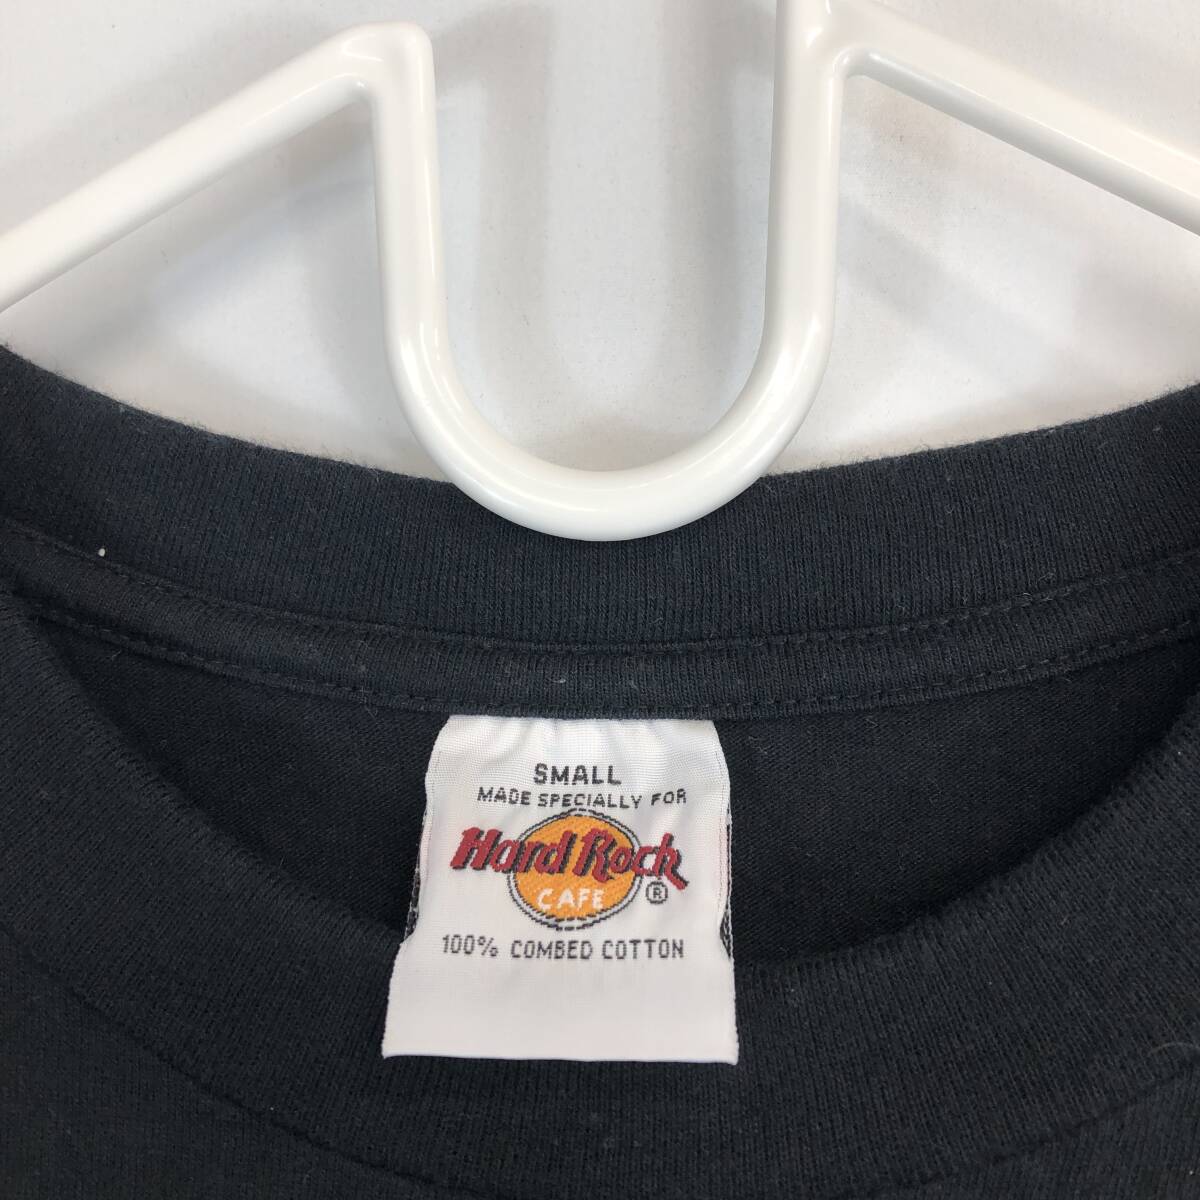 SMALL
MADE SPECIALLY FOR
Hard Rock
CAFE ®
100% COMBED COTTON